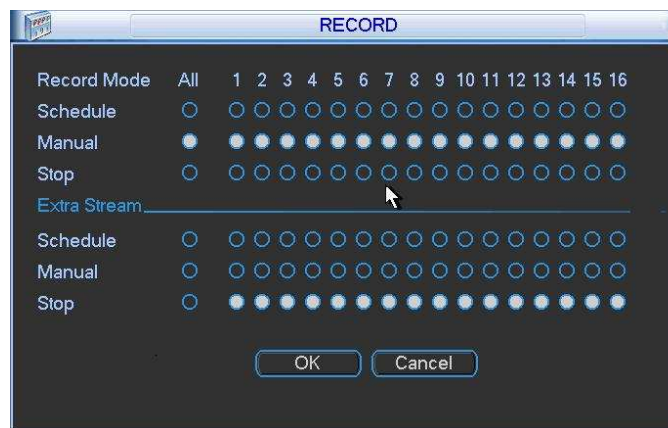 RECORD
Record Mode All 1 2 3 4 5 6 7 8 9 10 11 12 13 14 15 16
Schedule
Manual
Stop
Extra Stream
Schedule
Manual
Stop
OK Cancel